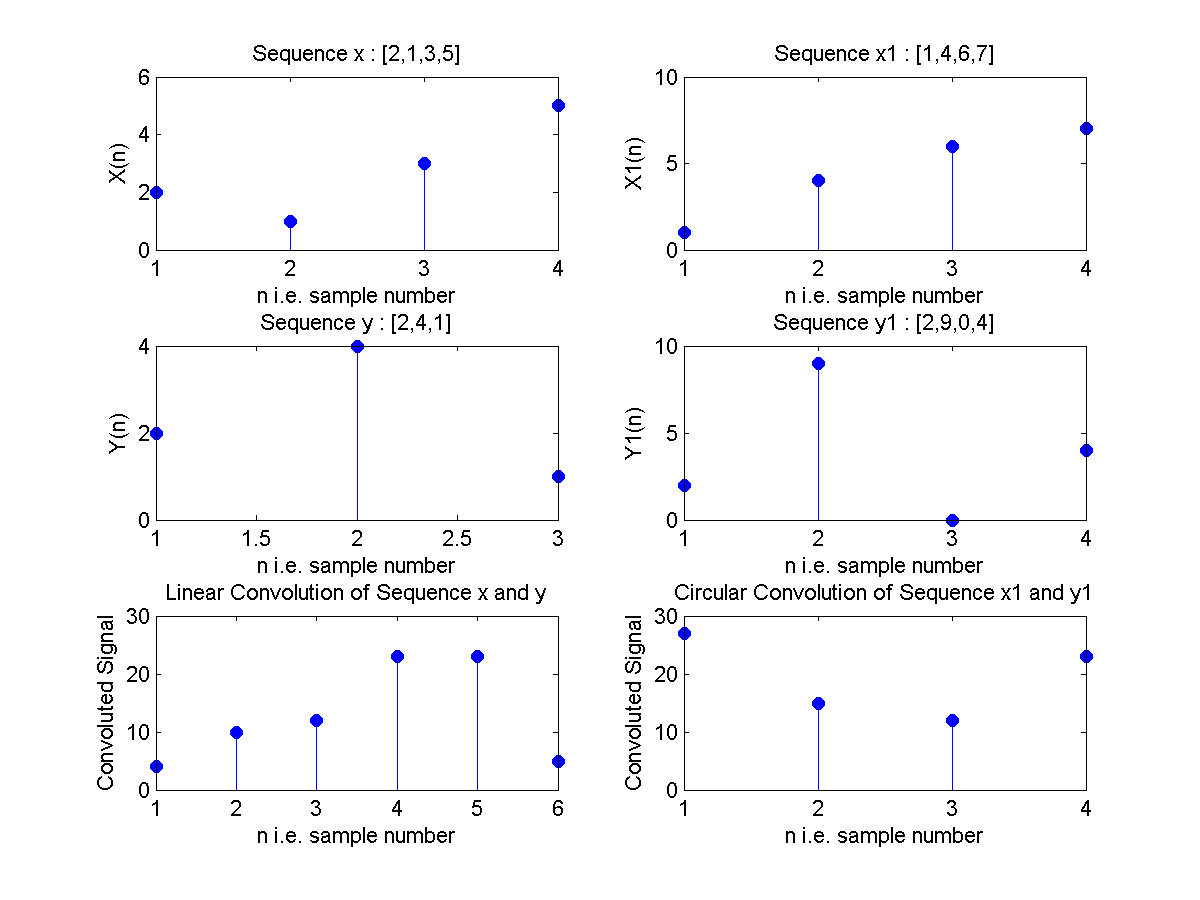 Sequence x : [2,1,3,5]
6
4
2
0
X(n)
1 2 3 4
n i.e. sample number
Sequence x1 : [1,4,6,7]
10
5
0
X1(n)
1 2 3 4
n i.e. sample number
Sequence y : [2,4,1]
4
2
0
Y(n)
1 1.5 2 2.5 3
n i.e. sample number
Sequence y1 : [2,9,0,4]
10
5
0
Y1(n)
1 2 3 4
n i.e. sample number
Linear Convolution of Sequence x and y
30
20
10
0
Convoluted Signal
1 2 3 4 5 6
n i.e. sample number
Circular Convolution of Sequence x1 and y1
30
20
10
0
Convoluted Signal
1 2 3 4
n i.e. sample number